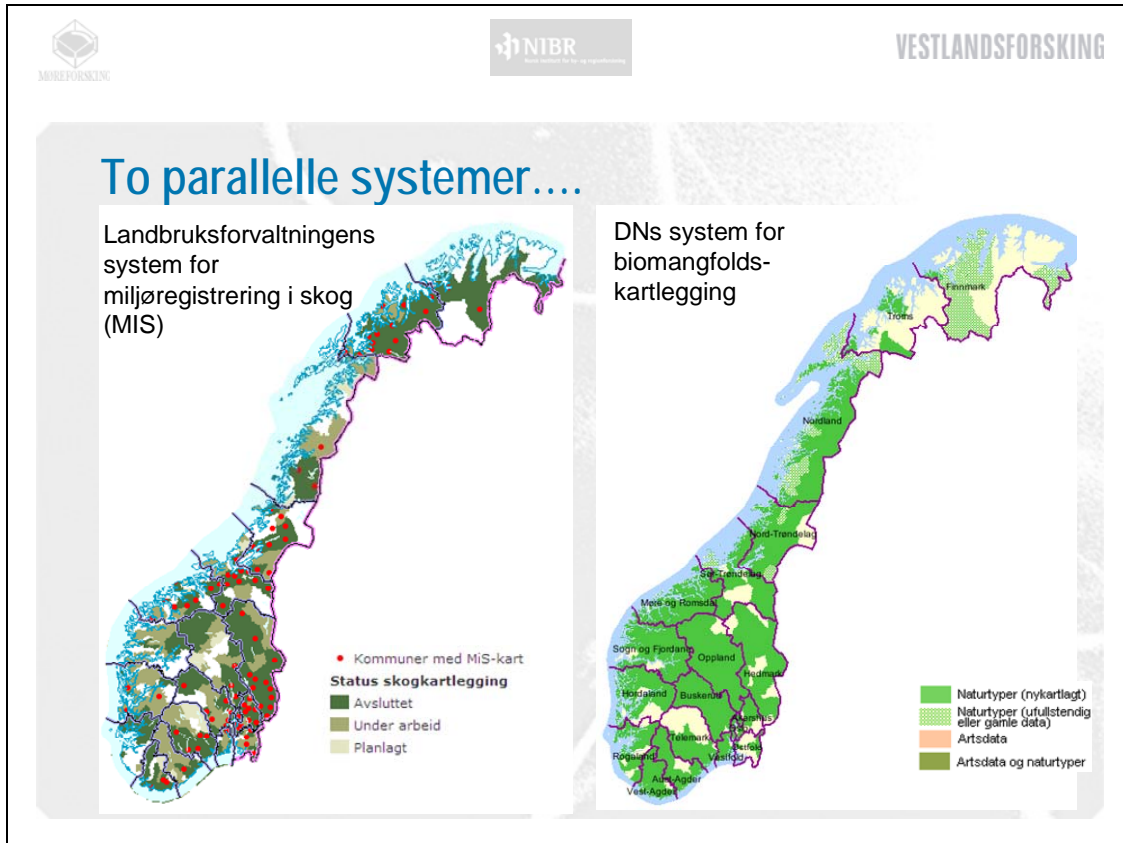 MØREFORSKING
NIBR
VESTLANDSFORSKING
To parallelle systemer....
Landbruksforvaltningens
system for
miljøregistrering i skog
(MIS)
Kommuner med MiS-kart
Status skogkartlegging
Avsluttet
Under arbeid
Planlagt
DNs system for
biomangfolds-
kartlegging
Finnmark
Troms
Nordland
Nord-Trøndelag
Sør-Trøndelag
Møre og Romsdal
Sogn og Fjordane
Oppland
Hedmark
Hordaland
Buskerud
Akershus
Telemark
Østfold
Rogaland
Vestfold
Aust-Agder
Vest-Agder
Naturtyper (nykartlagt)
Naturtyper (ufullstendig
eller gamle data)
Artsdata
Artsdata og naturtyper